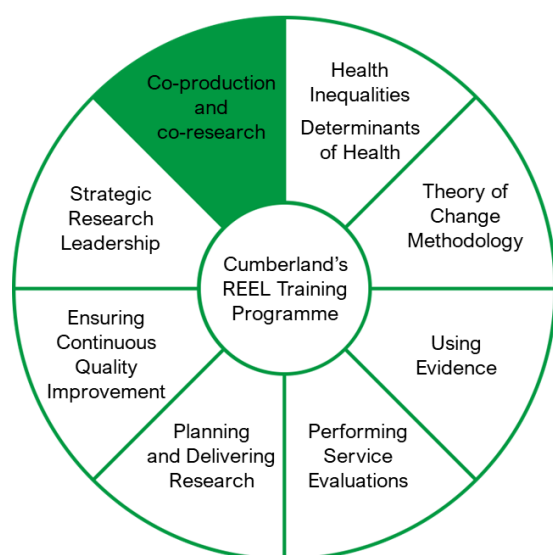 Co-production
and
co-research
Health
Inequalities
Determinants
of Health
Theory of
Change
Methodology
Using
Evidence
Performing
Service
Evaluations
Planning
and Delivering
Research
Ensuring
Continuous
Quality
Improvement
Strategic
Research
Leadership
Cumberland's
REEL Training
Programme